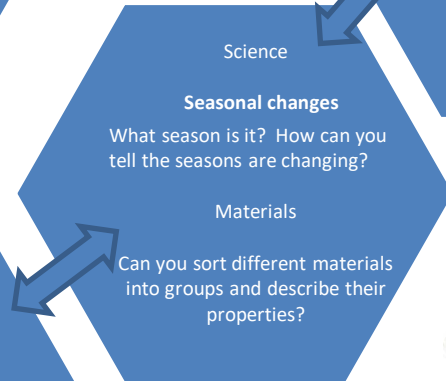 Science
Seasonal changes
What season is it?  How can you
tell the seasons are changing?
Materials
Can you sort different materials
into groups and describe their
properties?